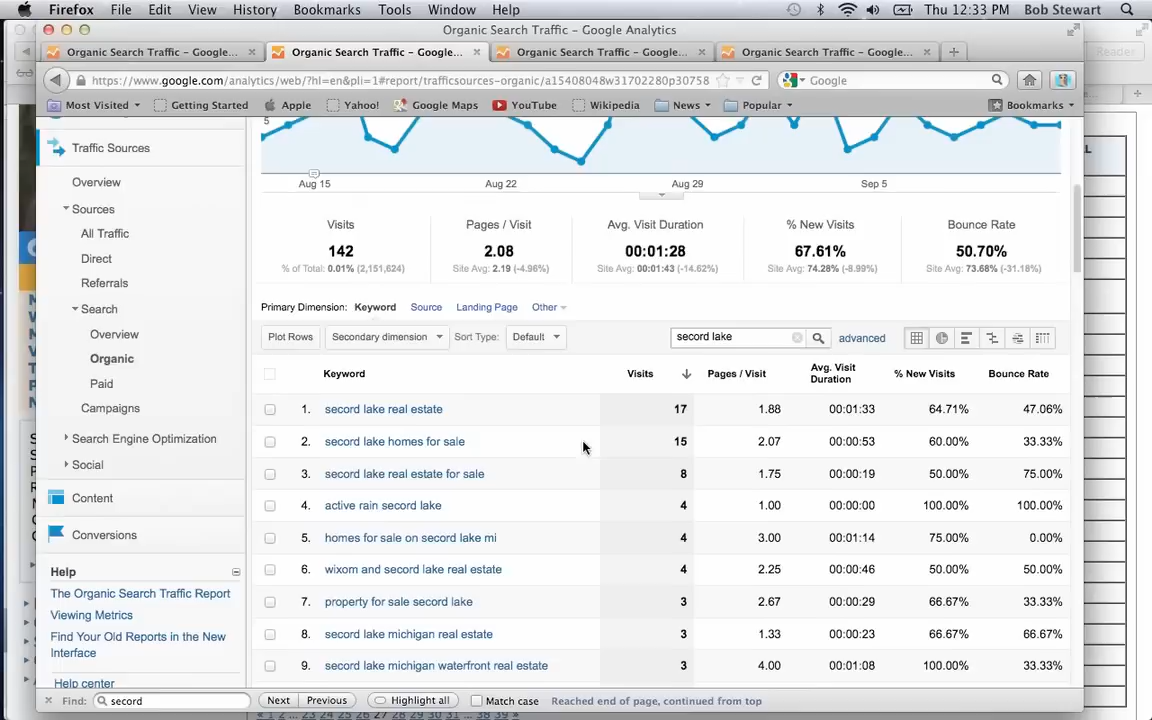 Firefox File Edit View History Bookmarks Tools Window Help Thu 12:33 PM Bob Stewart
Organic Search Traffic – Google Analytics
Organic Search Traffic – Google... × Organic Search Traffic – Google... × Organic Search Traffic – Google... × Organic Search Traffic – Google... × +
https://www.google.com/analytics/web/?hl=en&pli=1#report/trafficsources-organic/a15408048w31702280p30758 Google
Reader
Most Visited Getting Started Apple Yahoo! Google Maps YouTube Wikipedia News Popular Bookmarks
5
Aug 15 Aug 22 Aug 29 Sep 5
Traffic Sources
Overview
Sources
All Traffic
Direct
Referrals
Search
Overview
Organic
Paid
Campaigns
Search Engine Optimization
Social
Content
Conversions
Help
The Organic Search Traffic Report
Viewing Metrics
Find Your Old Reports in the New
Interface
Help center
Visits Pages / Visit Avg. Visit Duration % New Visits Bounce Rate
142 2.08 00:01:28 67.61% 50.70%
% of Total: 0.01% (2,151,624) Site Avg: 2.19 (-4.96%) Site Avg: 00:01:43 (-14.62%) Site Avg: 74.28% (-8.99%) Site Avg: 73.68% (-31.18%)
Primary Dimension: Keyword Source Landing Page Other
Plot Rows Secondary dimension Sort Type: Default secord lake advanced
Keyword Visits Pages / Visit Avg. Visit Duration % New Visits Bounce Rate
1. secord lake real estate 17 1.88 00:01:33 64.71% 47.06%
2. secord lake homes for sale 15 2.07 00:00:53 60.00% 33.33%
3. secord lake real estate for sale 8 1.75 00:00:19 50.00% 75.00%
4. active rain secord lake 4 1.00 00:00:00 100.00% 100.00%
5. homes for sale on secord lake mi 4 3.00 00:01:14 75.00% 0.00%
6. wixom and secord lake real estate 4 2.25 00:00:46 50.00% 50.00%
7. property for sale secord lake 3 2.67 00:00:29 66.67% 33.33%
8. secord lake michigan real estate 3 1.33 00:00:23 66.67% 66.67%
9. secord lake michigan waterfront real estate 3 4.00 00:01:08 100.00% 33.33%
× Find: secord Next Previous Highlight all Match case Reached end of page, continued from top